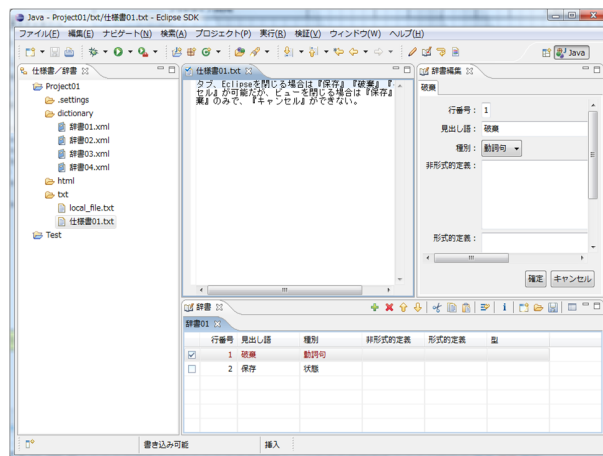 Java - Project01/txt/仕様書01.txt - Eclipse SDK
ファイル(F) 編集(E) ナビゲート(N) 検索(A) プロジェクト(P) 実行(R) 検証(V) ウィンドウ(W) ヘルプ(H)
Java
仕様書／辞書
Project01
.settings
dictionary
辞書01.xml
辞書02.xml
辞書03.xml
辞書04.xml
html
txt
local_file.txt
仕様書01.txt
Test
仕様書01.txt
タブ、Eclipseを閉じる場合は『保存』『破棄』『
セル』が可能だが、ビューを閉じる場合は『保存』
棄』のみで、『キャンセル』ができない。
辞書編集
破棄
行番号： 1
見出し語： 破棄
種別： 動詞句
非形式的定義：
形式的定義：
確定 キャンセル
辞書
辞書01
行番号 見出し語 種別 非形式的定義 形式的定義 型
1 破棄 動詞句
2 保存 状態
書き込み可能 挿入